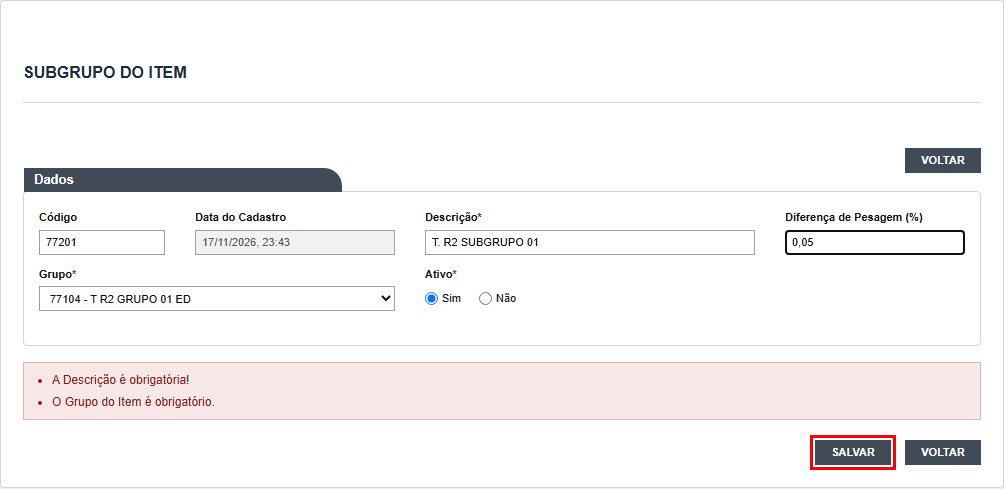 SUBGRUPO DO ITEM
VOLTAR
Dados
Código
Data do Cadastro
Descrição*
Diferença de Pesagem (%)
77201
17/11/2026, 23:43
T. R2 SUBGRUPO 01
0,05
Grupo*
Ativo*
77104 - T R2 GRUPO 01 ED
Sim
Não
A Descrição é obrigatória!
O Grupo do Item é obrigatório.
SALVAR
VOLTAR